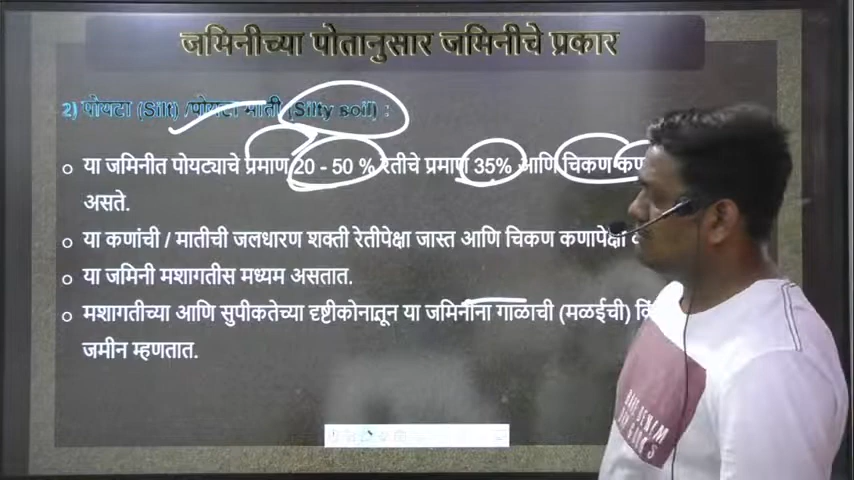 जमिनीच्या पोतानुसार जमिनीचे प्रकार
2) पोयटा (Silt) /पोयटा माती (Silty soil) :
या जमिनीत पोयट्याचे प्रमाण 20 - 50 % रेतीचे प्रमाण 35% आणि चिकण कण
असते.
या कणांची / मातीची जलधारण शक्ती रेतीपेक्षा जास्त आणि चिकण कणापेक्षा
या जमिनी मशागतीस मध्यम असतात.
मशागतीच्या आणि सुपीकतेच्या दृष्टीकोनातून या जमिनींना गाळाची (मळईची)
जमीन म्हणतात.